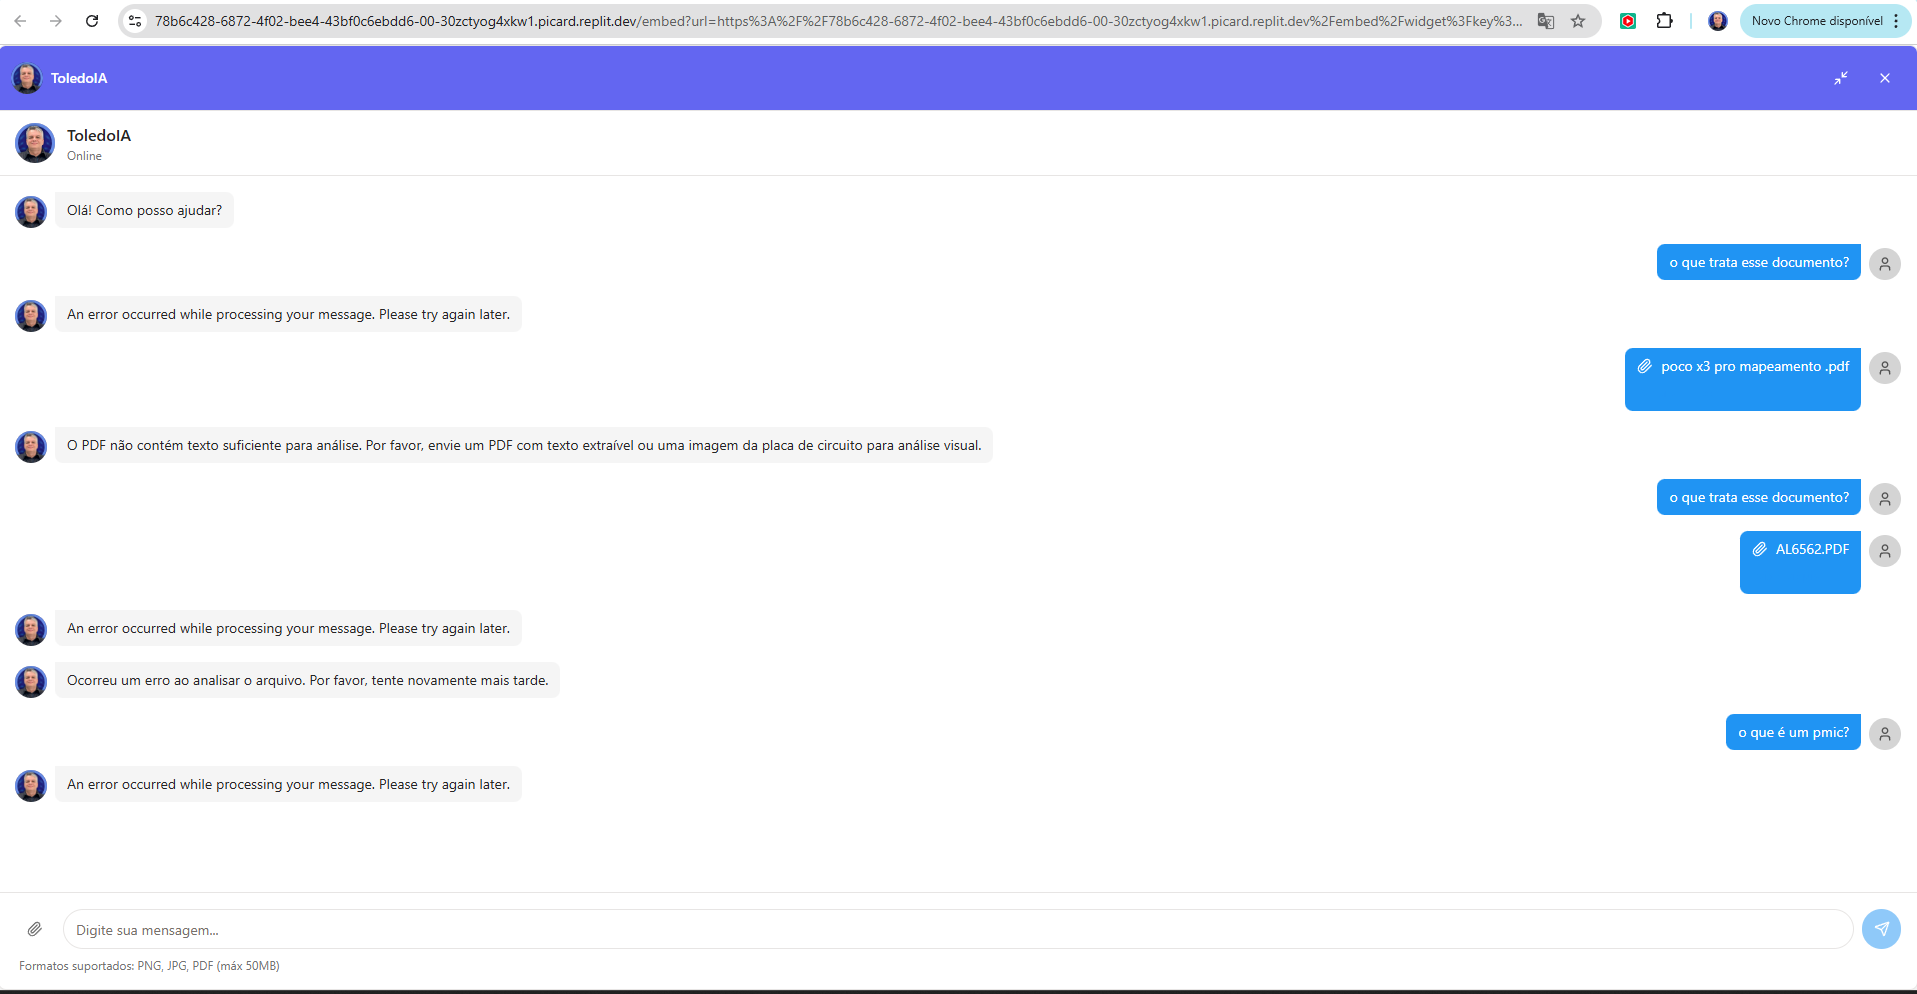 78b6c428-6872-4f02-bee4-43bf0c6ebdd6-00-30zctyog4xkw1.picard.replit.dev/embed?url=https%3A%2F%2F78b6c428-6872-4f02-bee4-43bf0c6ebdd6-00-30zctyog4xkw1.picard.replit.dev%2Fembed%2Fwidget%3Fkey%3...
Novo Chrome disponível
ToledoIA
ToledoIA
Online
Olá! Como posso ajudar?
o que trata esse documento?
An error occurred while processing your message. Please try again later.
poco x3 pro mapeamento .pdf
O PDF não contém texto suficiente para análise. Por favor, envie um PDF com texto extraível ou uma imagem da placa de circuito para análise visual.
o que trata esse documento?
AL6562.PDF
An error occurred while processing your message. Please try again later.
Ocorreu um erro ao analisar o arquivo. Por favor, tente novamente mais tarde.
o que é um pmic?
An error occurred while processing your message. Please try again later.
Digite sua mensagem...
Formatos suportados: PNG, JPG, PDF (máx 50MB)